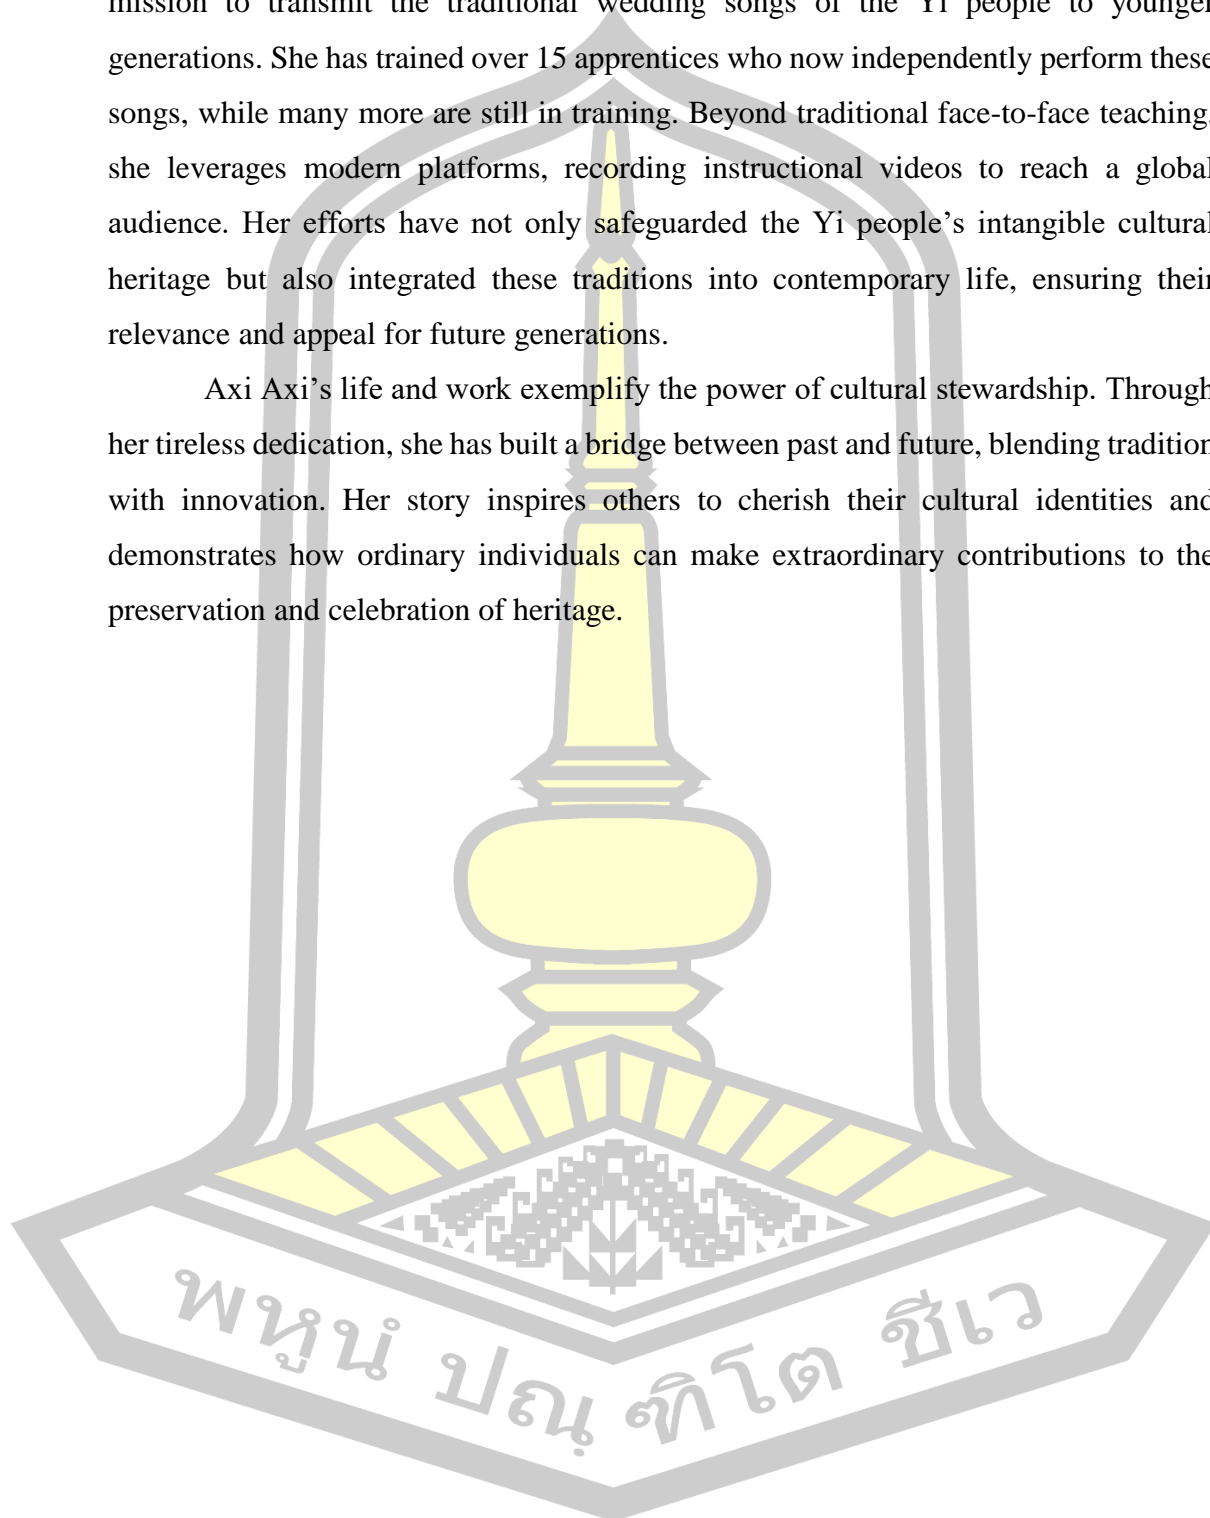 mission to transmit the traditional wedding songs of the Yi people to younger
generations. She has trained over 15 apprentices who now independently perform these
songs, while many more are still in training. Beyond traditional face-to-face teaching,
she leverages modern platforms, recording instructional videos to reach a global
audience. Her efforts have not only safeguarded the Yi people’s intangible cultural
heritage but also integrated these traditions into contemporary life, ensuring their
relevance and appeal for future generations.
Axi Axi’s life and work exemplify the power of cultural stewardship. Through
her tireless dedication, she has built a bridge between past and future, blending tradition
with innovation. Her story inspires others to cherish their cultural identities and
demonstrates how ordinary individuals can make extraordinary contributions to the
preservation and celebration of heritage.
พหูนํ ปณฺฑิโต ชีเว